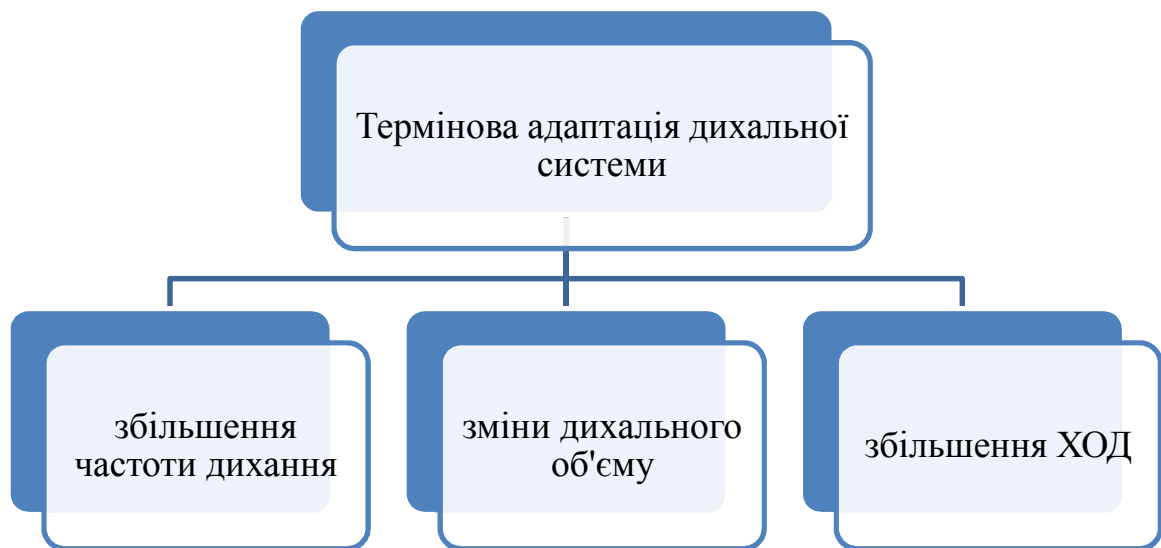 Термінова адаптація дихальної
системи
збільшення
частоти дихання
зміни дихального
об'єму
збільшення ХОД